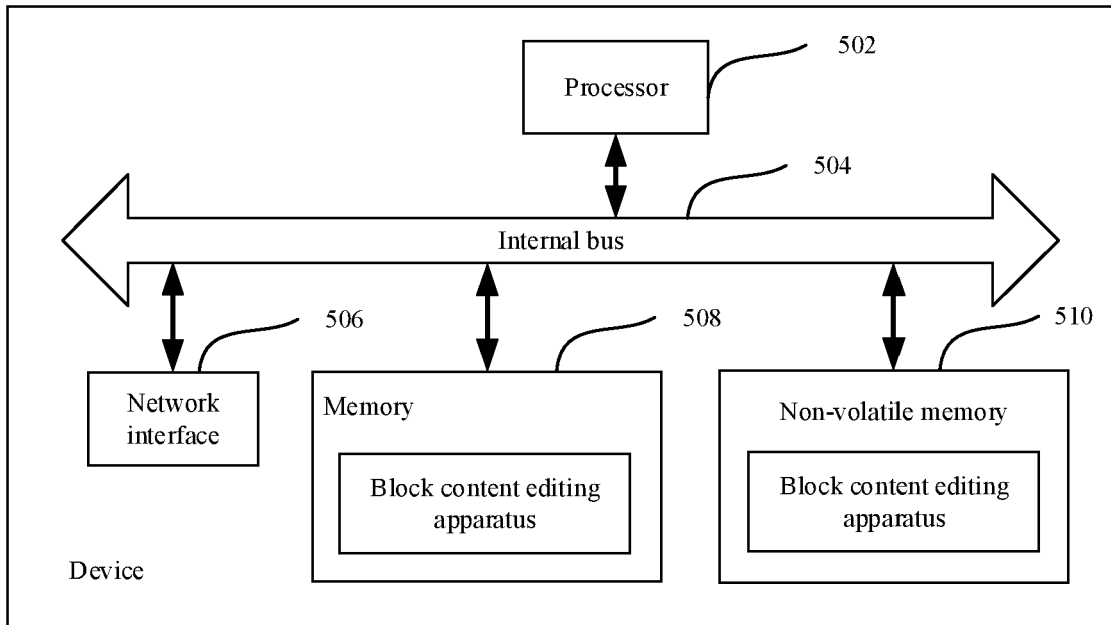 502
Processor
504
Internal bus
506
508
510
Network
interface
Memory
Non-volatile memory
Block content editing
apparatus
Block content editing
apparatus
Device